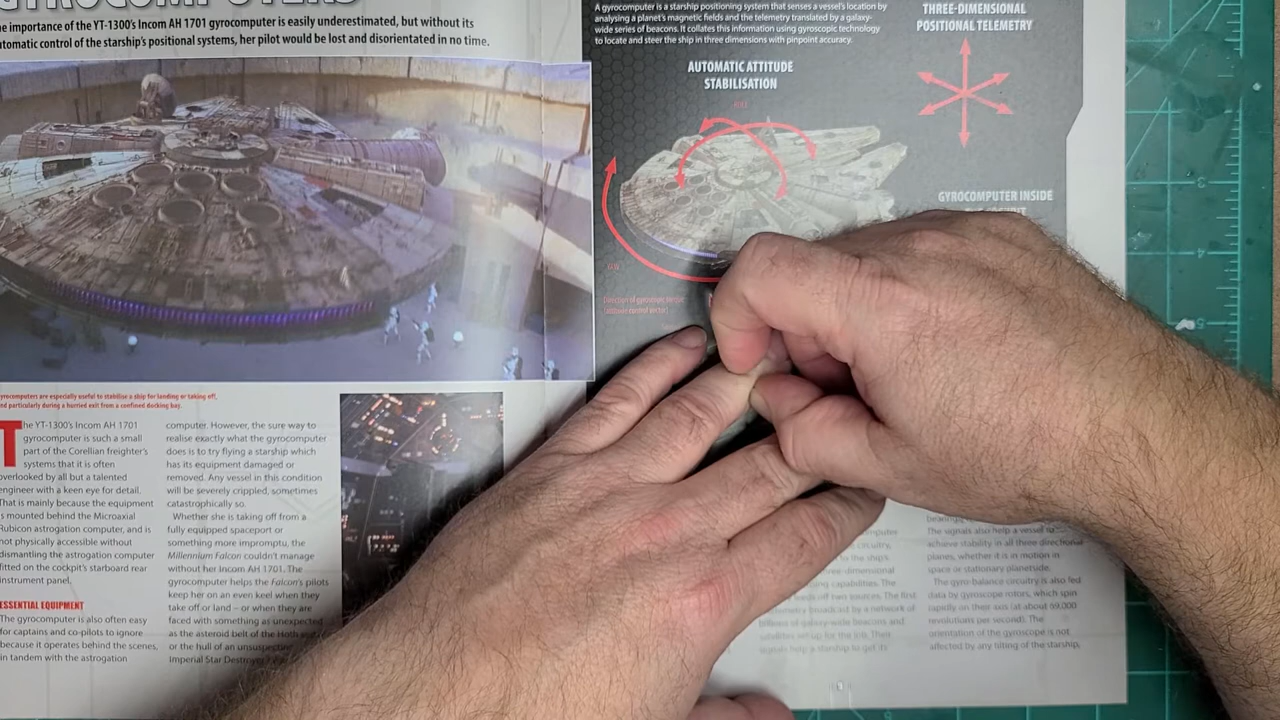 GYROCOMPUTERS
he importance of the YT-1300's Incom AH 1701 gyrocomputer is easily underestimated, but without its
utomatic control of the starship's positional systems, her pilot would be lost and disorientated in no time.
yrocomputers are especially useful to stabilise a ship for landing or taking off,
nd particularly during a hurried exit from a confined docking bay.
The YT-1300's Incom AH 1701
gyrocomputer is such a small
part of the Corellian freighter's
systems that it is often
overlooked by all but a talented
engineer with a keen eye for detail.
That is mainly because the equipment
is mounted behind the Microaxial
Rubicon astrogation computer, and is
not physically accessible without
dismantling the astrogation computer
fitted on the cockpit's starboard rear
instrument panel.
ESSENTIAL EQUIPMENT
The gyrocomputer is also often easy
for captains and co-pilots to ignore
because it operates behind the scenes,
in tandem with the astrogation
computer. However, the sure way to
realise exactly what the gyrocomputer
does is to try flying a starship which
has its equipment damaged or
removed. Any vessel in this condition
will be severely crippled, sometimes
catastrophically so.
Whether she is taking off from a
fully equipped spaceport or
something more impromptu, the
Millennium Falcon couldn't manage
without her Incom AH 1701. The
gyrocomputer helps the Falcon's pilots
keep her on an even keel when they
take off or land – or when they are
faced with something as unexpected
as the asteroid belt of the Hoth
or the hull of an
Imperial Star
A gyrocomputer is a starship positioning system that senses a vessel's location by
analysing a planet's magnetic fields and the telemetry translated by a galaxy-
wide series of beacons. It collates this information using gyroscopic technology
to locate and steer the ship in three dimensions with pinpoint accuracy.
THREE-DIMENSIONAL
POSITIONAL TELEMETRY
AUTOMATIC ATTITUDE
STABILISATION
ROLL
YAW
GYROCOMPUTER INSIDE
The signals also help a vessel to
achieve stability in all three directional
planes, whether it is in motion in
space or stationary planetside.
The gyro-balance circuitry is also fed
data by gyroscope rotors, which spin
rapidly on their axis (at about 99,000
revolutions per second). The
orientation of the gyroscope is not
affected by any tilting of the starship,